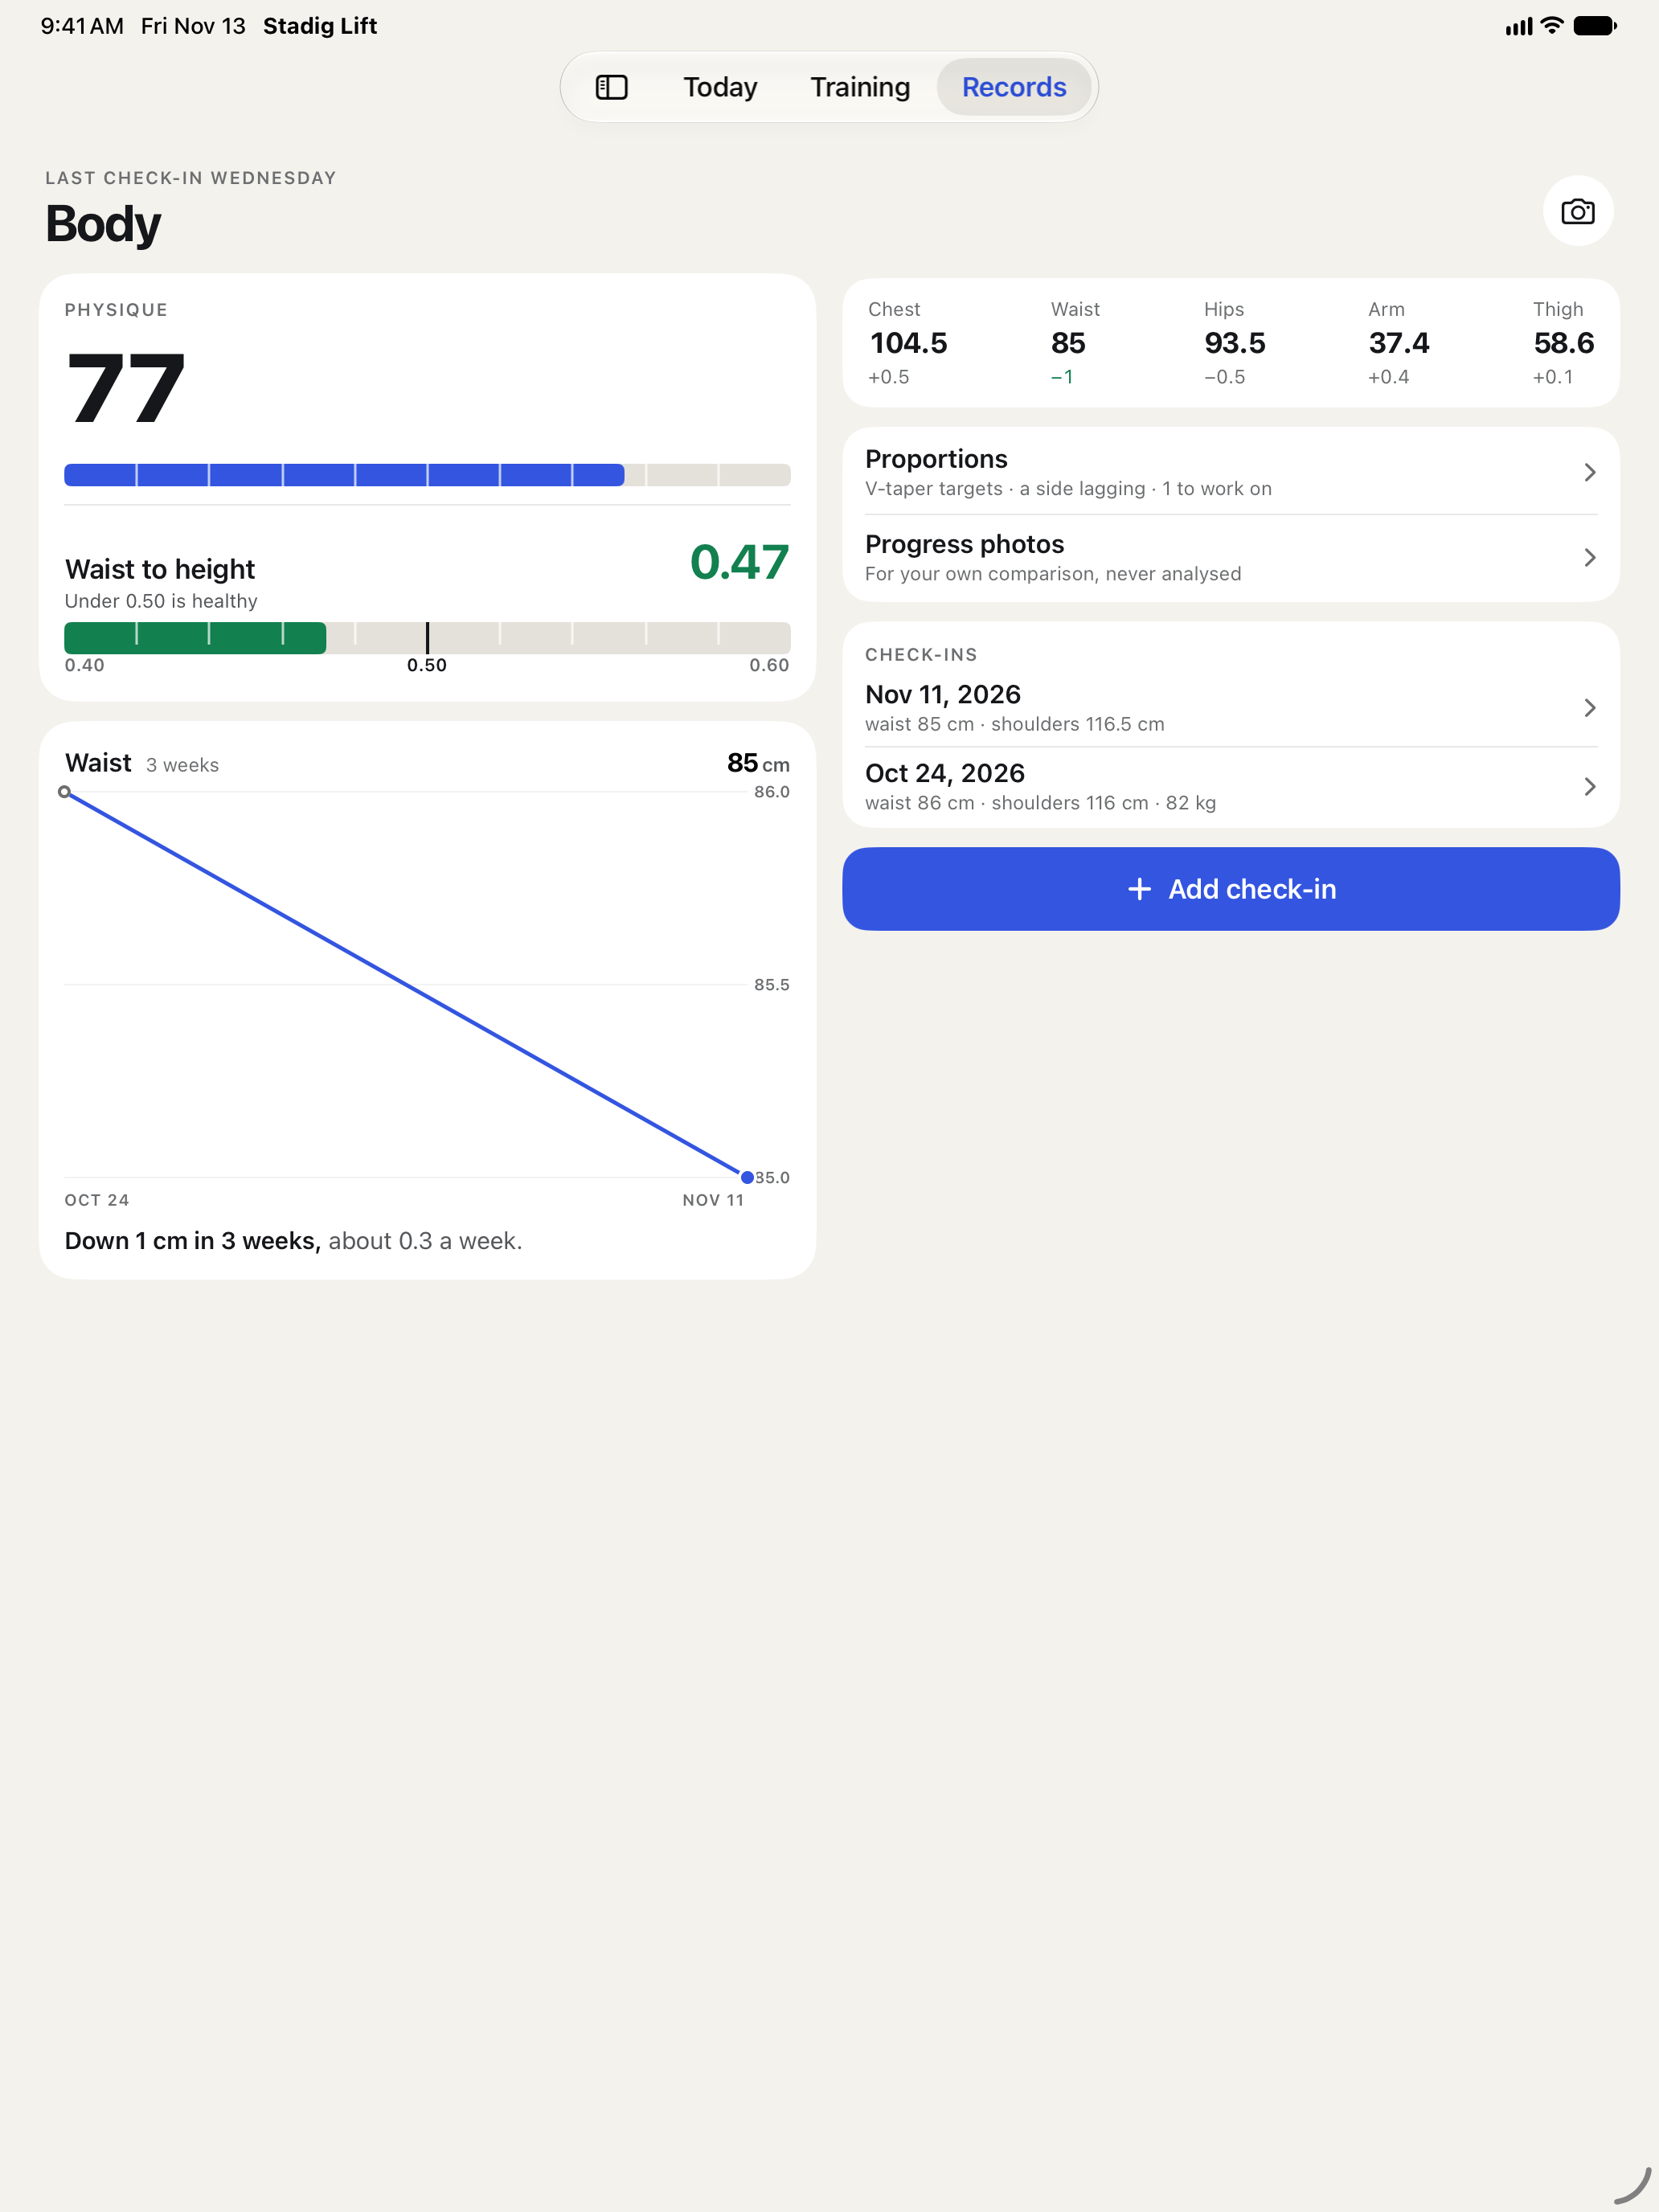 9:41 AM Fri Nov 13 Stadig Lift
Today Training Records
LAST CHECK-IN WEDNESDAY
Body
PHYSIQUE
77
Waist to height 0.47
Under 0.50 is healthy
0.40 0.50 0.60
Waist 3 weeks 85 cm
86.0
85.5
35.0
OCT 24 NOV 11
Down 1 cm in 3 weeks, about 0.3 a week.
Chest Waist Hips Arm Thigh
104.5 85 93.5 37.4 58.6
+0.5 −1 −0.5 +0.4 +0.1
Proportions
V-taper targets · a side lagging · 1 to work on
Progress photos
For your own comparison, never analysed
CHECK-INS
Nov 11, 2026
waist 85 cm · shoulders 116.5 cm
Oct 24, 2026
waist 86 cm · shoulders 116 cm · 82 kg
+ Add check-in